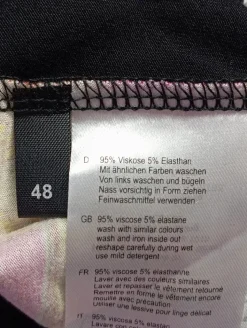 48
D 95% Viskose 5% Elasthan
Mit ähnlichen Farben waschen
Von links waschen und bügeln
Nass vorsichtig in Form ziehen
Feinwaschmittel verwenden
GB 95% viscose 5% elastane
wash with similar colours
wash and iron inside out
reshape carefully during wet
use mild detergent
FR 95% viscose 5% élasthanne
Laver avec des couleurs similaires
Laver et repasser le vêtement retourné
Remettre en forme le vêtement encore
mouillé avec précaution
Utiliser une lessive pour linge délicat
IT 95% viscosa 5% elastan
Lavare con